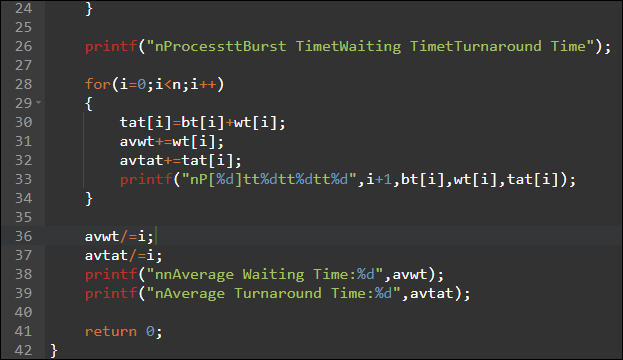 24 }
25
26 printf("nProcessttBurst TimetWaiting TimetTurnaround Time");
27
28 for(i=0;i<n;i++)
29 {
30 tat[i]=bt[i]+wt[i];
31 avwt+=wt[i];
32 avtat+=tat[i];
33 printf("nP[%d]tt%dtt%dtt%d",i+1,bt[i],wt[i],tat[i]);
34 }
35
36 avwt/=i;
37 avtat/=i;
38 printf("nnAverage Waiting Time:%d",avwt);
39 printf("nAverage Turnaround Time:%d",avtat);
40
41 return 0;
42 }